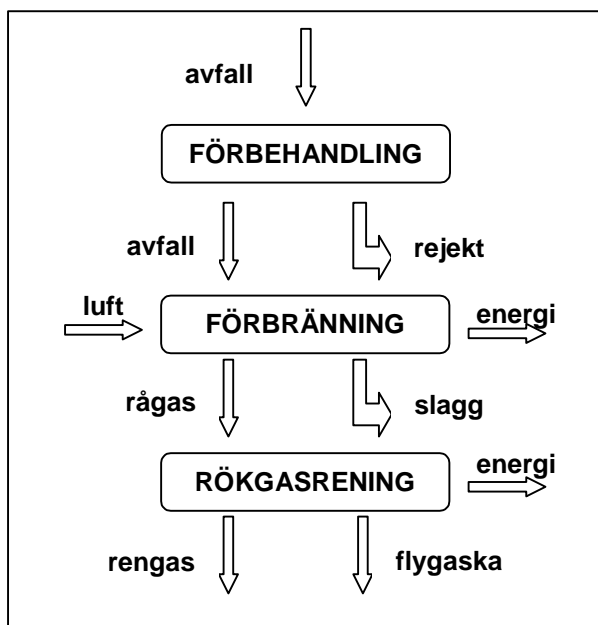 avfall
FÖRBEHANDLING
avfall
rejekt
luft
FÖRBRÄNNING
energi
rågas
slagg
RÖKGASRENING
energi
rengas
flygaska